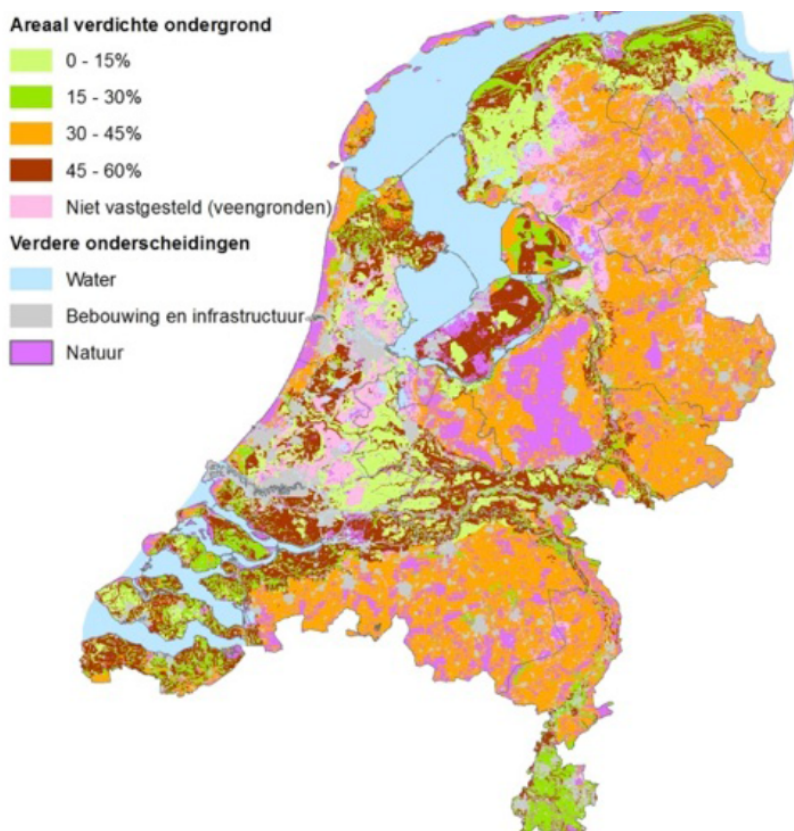 Areaal verdichte ondergrond
0 - 15%
15 - 30%
30 - 45%
45 - 60%
Niet vastgesteld (veengronden)
Verdere onderscheidingen
Water
Bebouwing en infrastructuur
Natuur